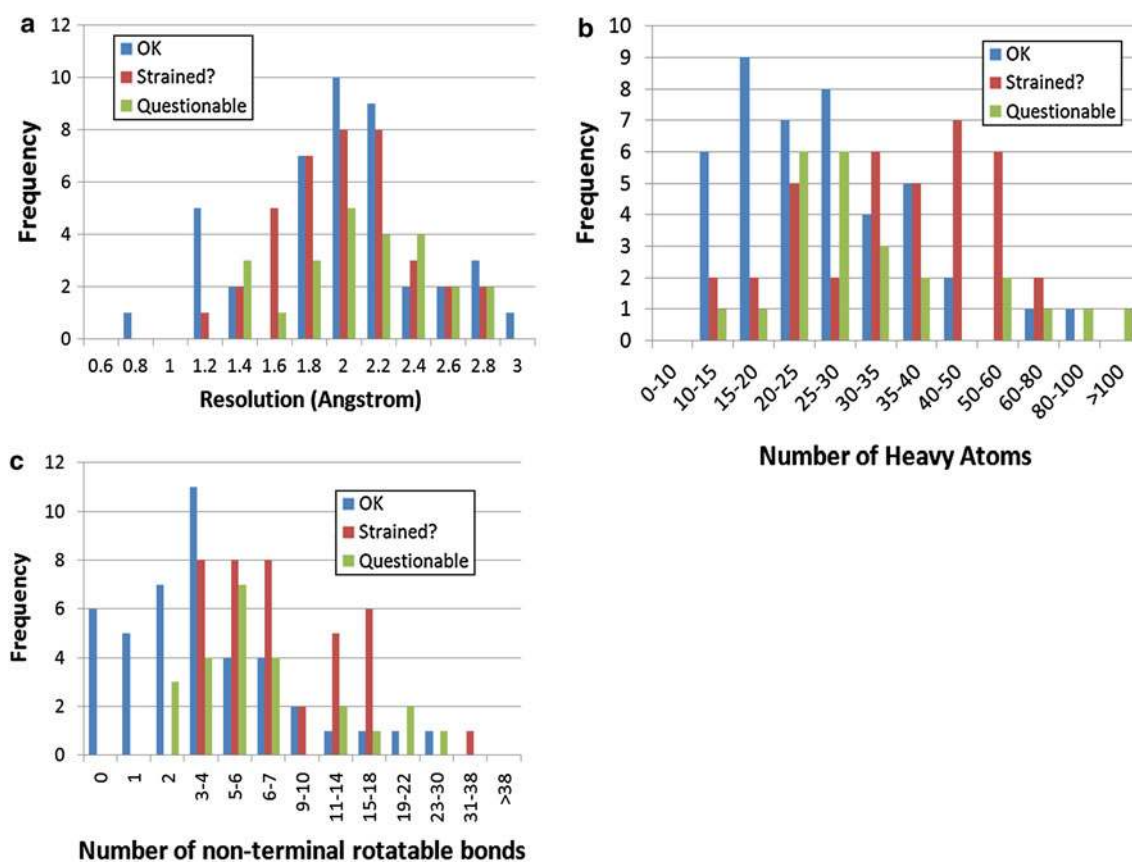 a
12
10
8
6
4
2
0
Frequency
OK
Strained?
Questionable
0.6 0.8 1 1.2 1.4 1.6 1.8 2 2.2 2.4 2.6 2.8 3
Resolution (Angstrom)
b
10
9
8
7
6
5
4
3
2
1
0
Frequency
OK
Strained?
Questionable
0-10 10-15 15-20 20-25 25-30 30-35 35-40 40-50 50-60 60-80 80-100 >100
Number of Heavy Atoms
c
12
10
8
6
4
2
0
Frequency
OK
Strained?
Questionable
0 1 2 3-4 5-6 6-7 9-10 11-14 15-18 19-22 23-30 31-38 >38
Number of non-terminal rotatable bonds